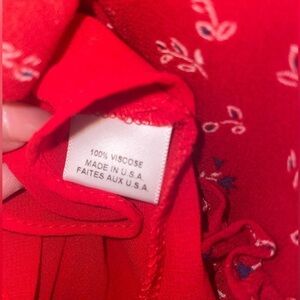 100% VISCOSE
MADE IN U.S.A
FAITES AUX U.S.A.